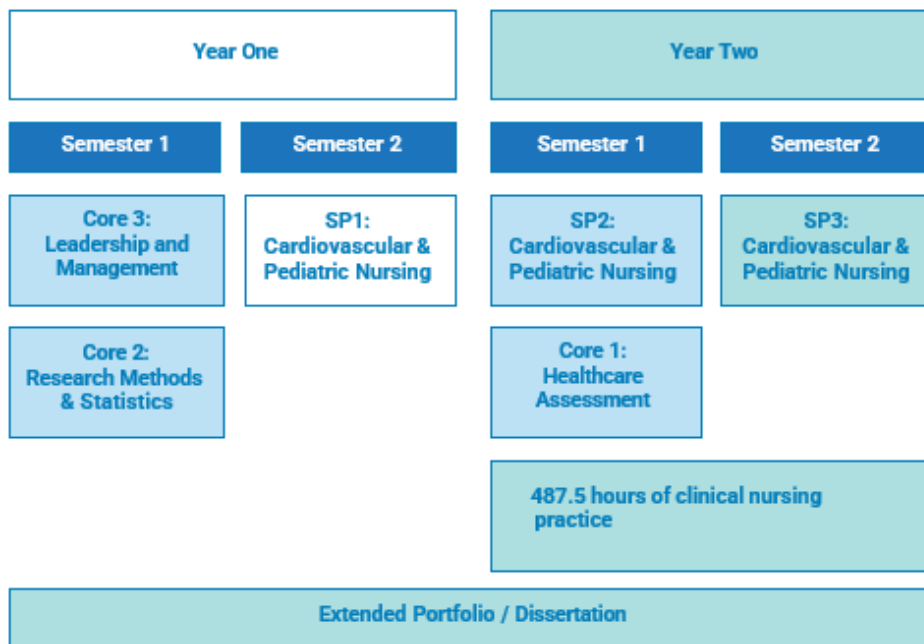 Year One
Year Two
Semester 1
Semester 2
Semester 1
Semester 2
Core 3:
Leadership and
Management
SP1:
Cardiovascular &
Pediatric Nursing
SP2:
Cardiovascular &
Pediatric Nursing
SP3:
Cardiovascular &
Pediatric Nursing
Core 2:
Research Methods
& Statistics
Core 1:
Healthcare
Assessment
487.5 hours of clinical nursing
practice
Extended Portfolio / Dissertation